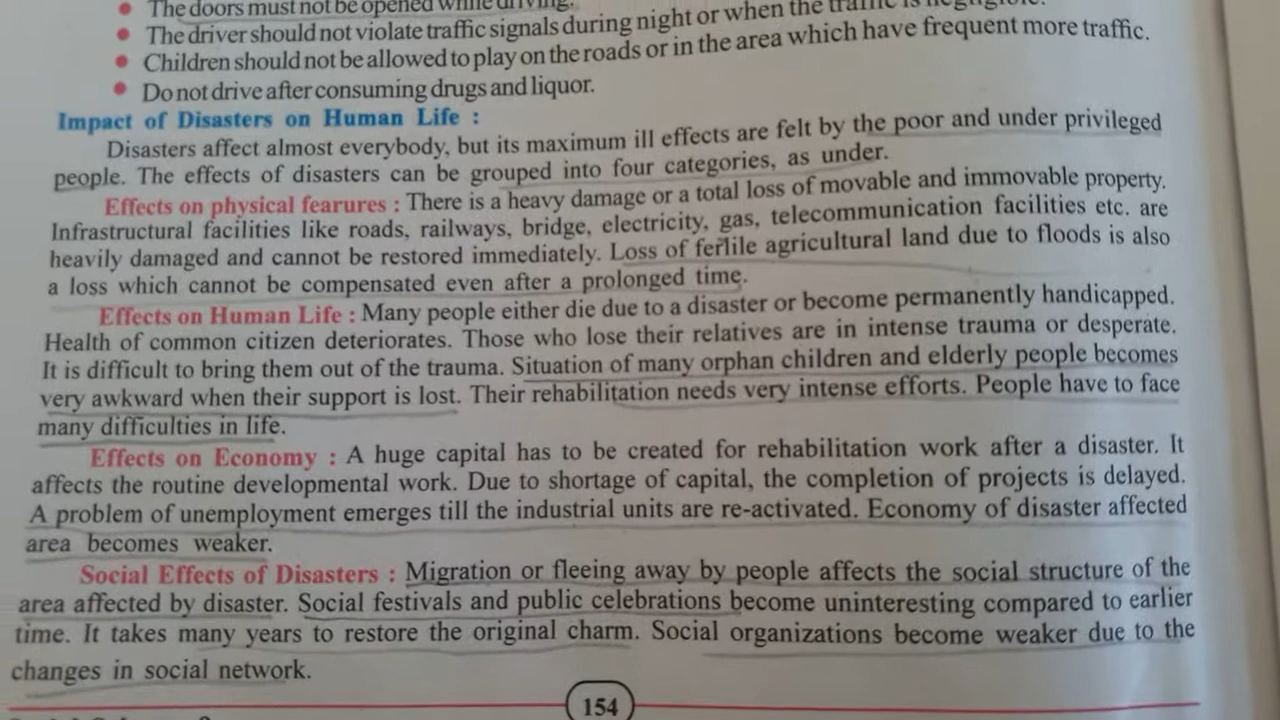 • The doors must not be opened while driving.
• The driver should not violate traffic signals during night or when the traffic is negligible.
• Children should not be allowed to play on the roads or in the area which have frequent more traffic.
• Do not drive after consuming drugs and liquor.
Impact of Disasters on Human Life :
Disasters affect almost everybody, but its maximum ill effects are felt by the poor and under privileged
people. The effects of disasters can be grouped into four categories, as under.
Effects on physical fearures : There is a heavy damage or a total loss of movable and immovable property.
Infrastructural facilities like roads, railways, bridge, electricity, gas, telecommunication facilities etc. are
heavily damaged and cannot be restored immediately. Loss of ferlile agricultural land due to floods is also
a loss which cannot be compensated even after a prolonged time.
Effects on Human Life : Many people either die due to a disaster or become permanently handicapped.
Health of common citizen deteriorates. Those who lose their relatives are in intense trauma or desperate.
It is difficult to bring them out of the trauma. Situation of many orphan children and elderly people becomes
very awkward when their support is lost. Their rehabilitation needs very intense efforts. People have to face
many difficulties in life.
Effects on Economy : A huge capital has to be created for rehabilitation work after a disaster. It
affects the routine developmental work. Due to shortage of capital, the completion of projects is delayed.
A problem of unemployment emerges till the industrial units are re-activated. Economy of disaster affected
area becomes weaker.
Social Effects of Disasters : Migration or fleeing away by people affects the social structure of the
area affected by disaster. Social festivals and public celebrations become uninteresting compared to earlier
time. It takes many years to restore the original charm. Social organizations become weaker due to the
changes in social network.
154